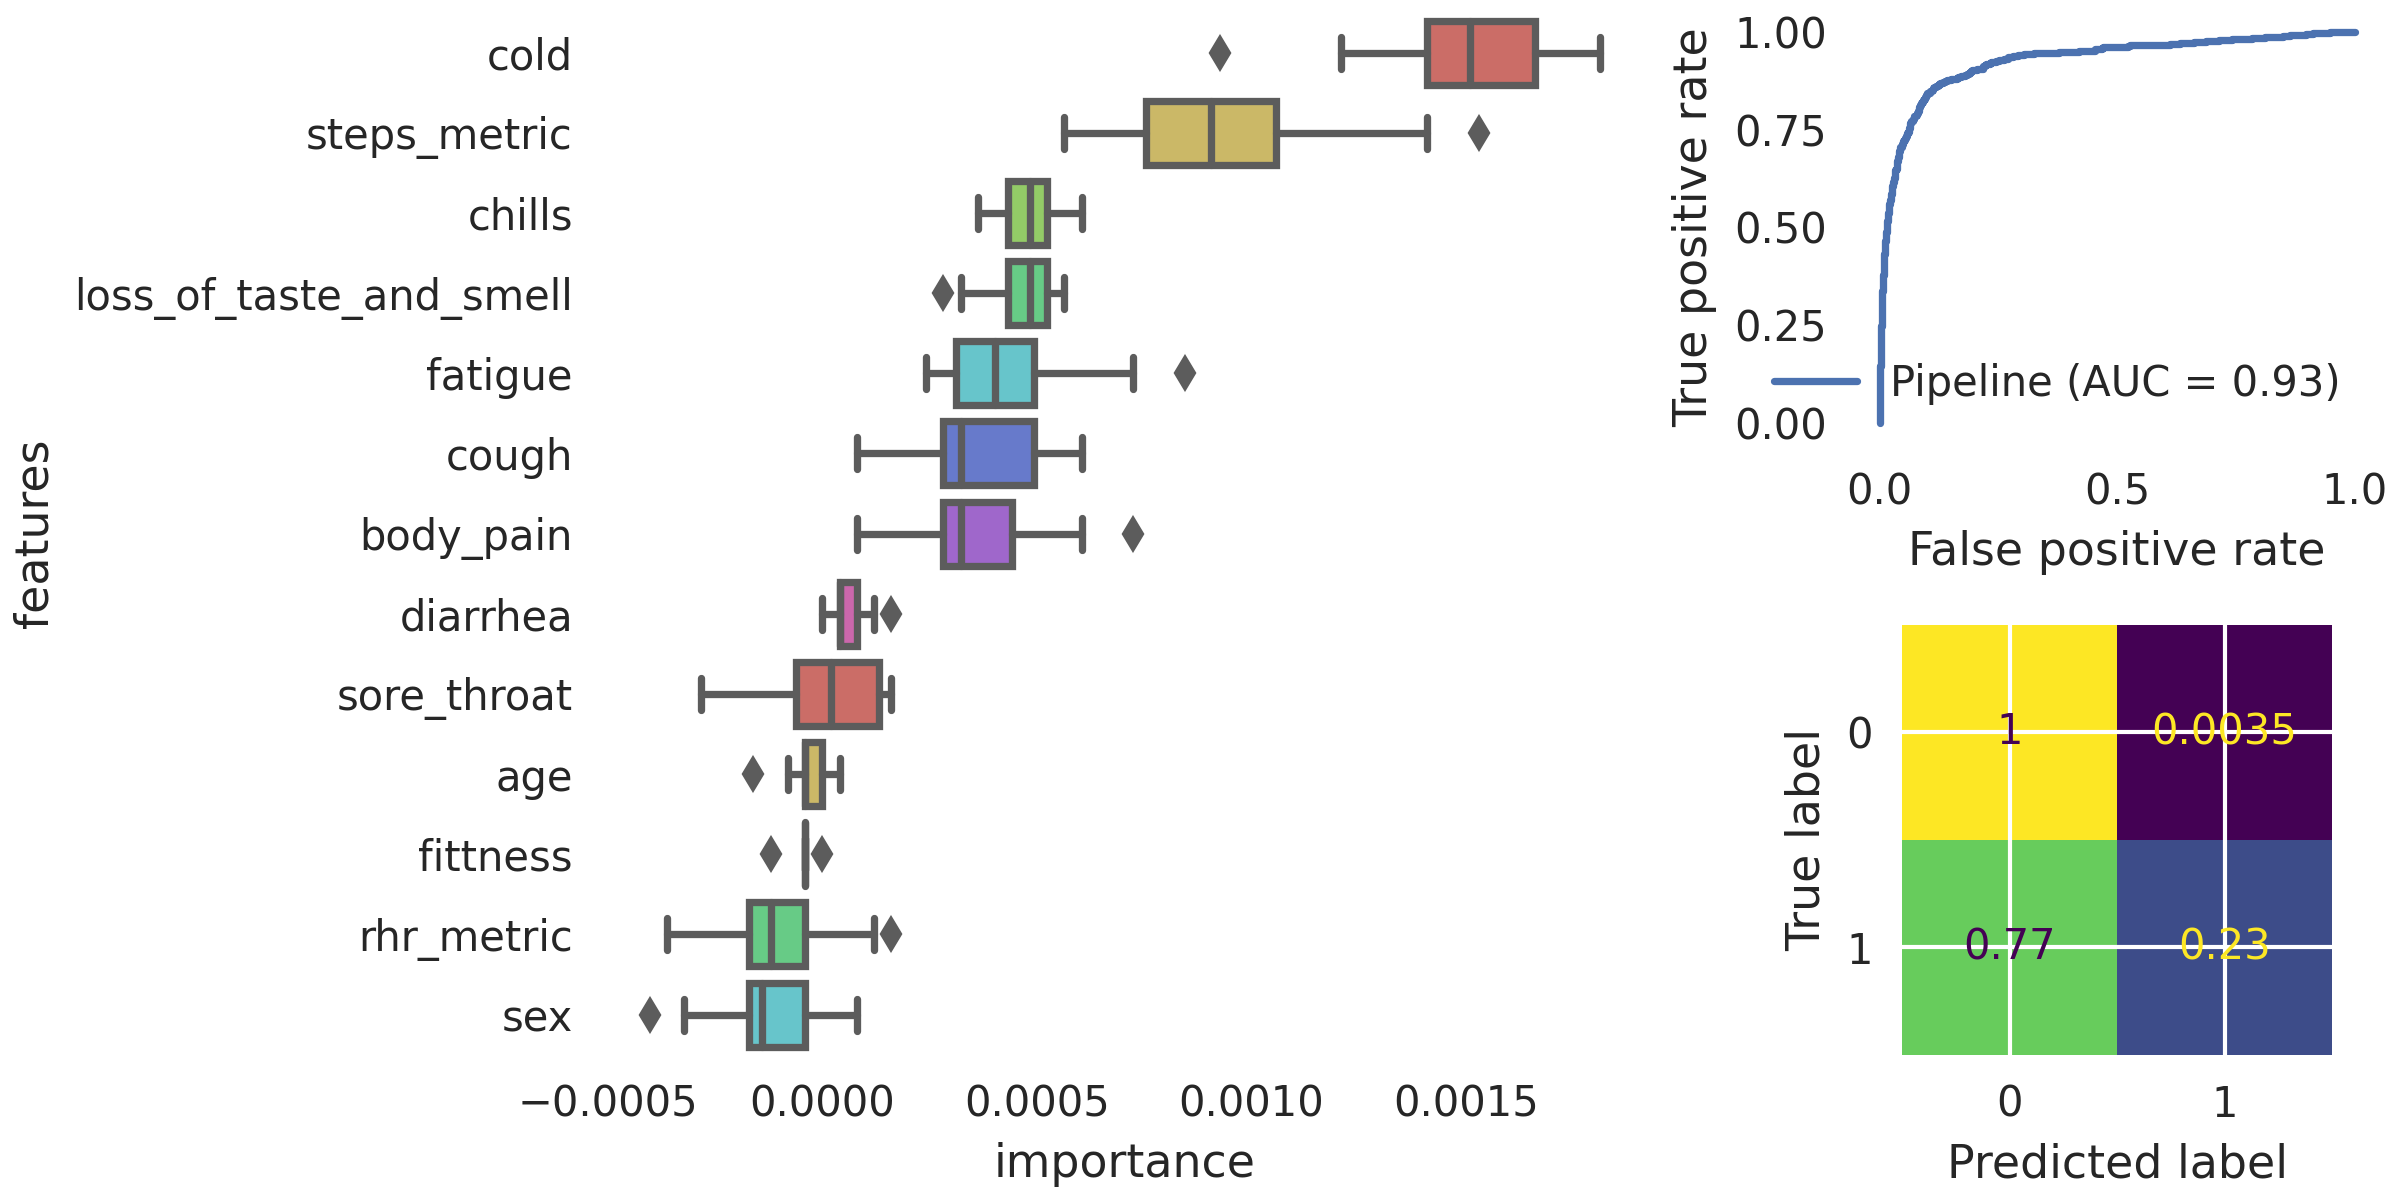 features
cold
steps_metric
chills
loss_of_taste_and_smell
fatigue
cough
body_pain
diarrhea
sore_throat
age
fittness
rhr_metric
sex
−0.0005 0.0000 0.0005 0.0010 0.0015
importance
True positive rate
1.00
0.75
0.50
0.25
0.00
Pipeline (AUC = 0.93)
0.0 0.5 1.0
False positive rate
True label
0
1
1 0.0035
0.77 0.23
0 1
Predicted label